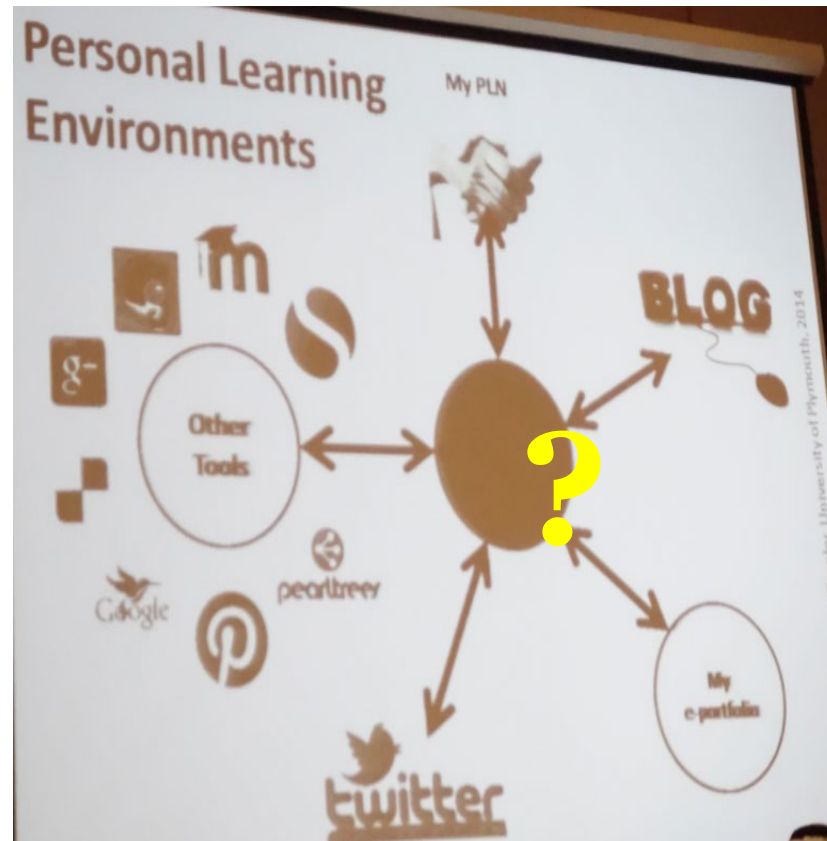 Personal Learning
Environments
My PLN
BLOG
m
g+
Other
Tools
?
pearltrees
Google
My
e-portfolio
twitter
University of Plymouth, 2014